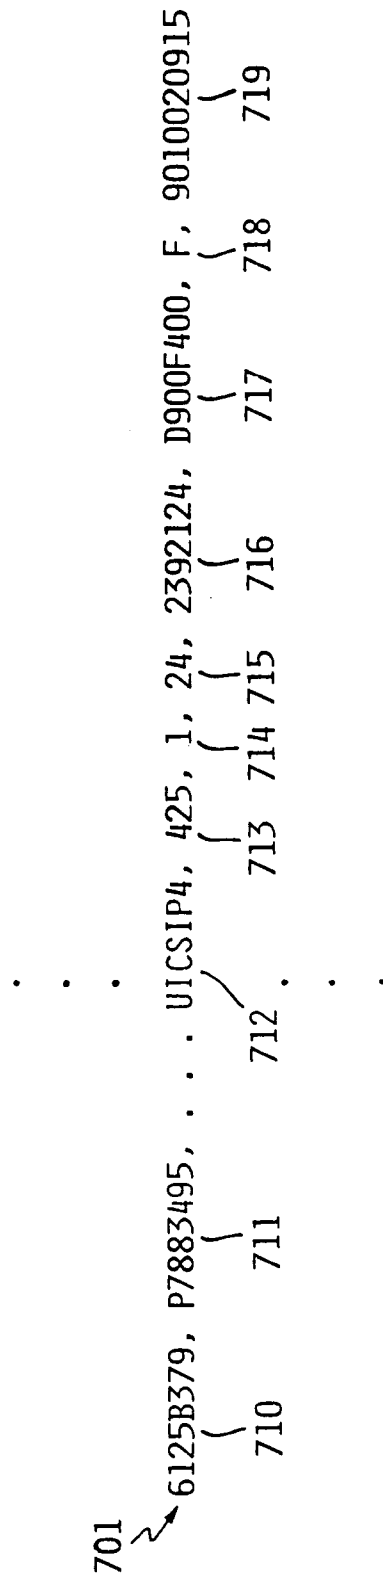 701
6125B379, P7883495, . . . UICSIP4, 425, 1, 24, 2392124, D900F400, F, 9010020915
710 711 712 713 714 715 716 717 718 719